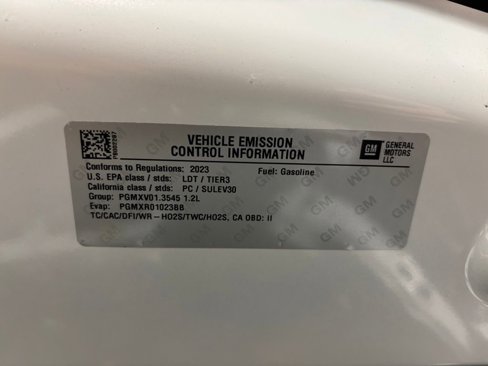 VEHICLE EMISSION
CONTROL INFORMATION
GM GENERAL
MOTORS
LLC
Conforms to Regulations: 2023 Fuel: Gasoline
U.S. EPA class / stds: LDT / TIER3
California class / stds: PC / SULEV30
Group: PGMXV01.3545 1.2L
Evap: PGMXR0102388
TC/CAC/DFI/WR-HO2S/TWC/HO2S, CA OBD: II